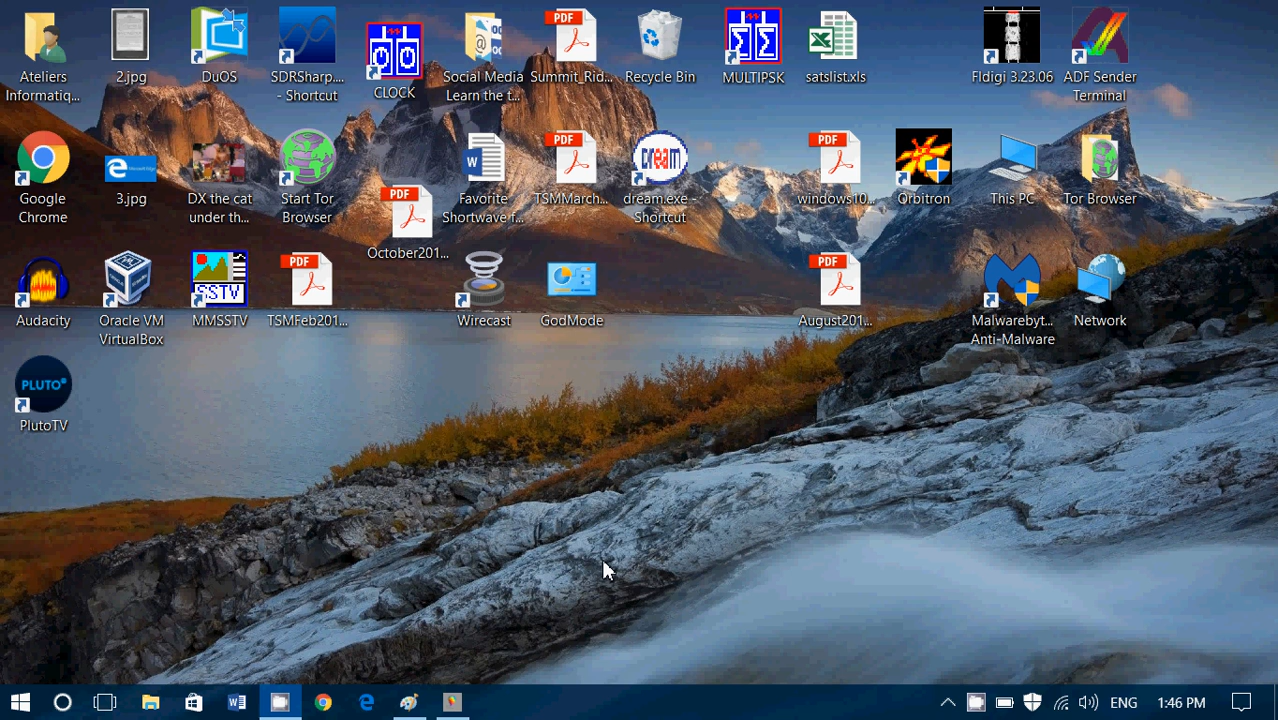 Ateliers
Informatiq...
2.jpg
DuOS
SDRSharp....
- Shortcut
CLOCK
Social Media
Learn the t...
PDF
Summit_Rid...
Recycle Bin
MULTIPSK
satslist.xls
Fldigi 3.23.06
ADF Sender
Terminal
Google
Chrome
3.jpg
DX the cat
under th...
Start Tor
Browser
PDF
October201...
Favorite
Shortwave f...
PDF
TSMMarch...
dream
dream.exe -
Shortcut
PDF
windows10...
Orbitron
This PC
Tor Browser
Audacity
Oracle VM
VirtualBox
SSTV
MMSSTV
PDF
TSMFeb201...
Wirecast
GodMode
PDF
August201...
Malwarebyt...
Anti-Malware
Network
PLUTO
PlutoTV
ENG
1:46 PM